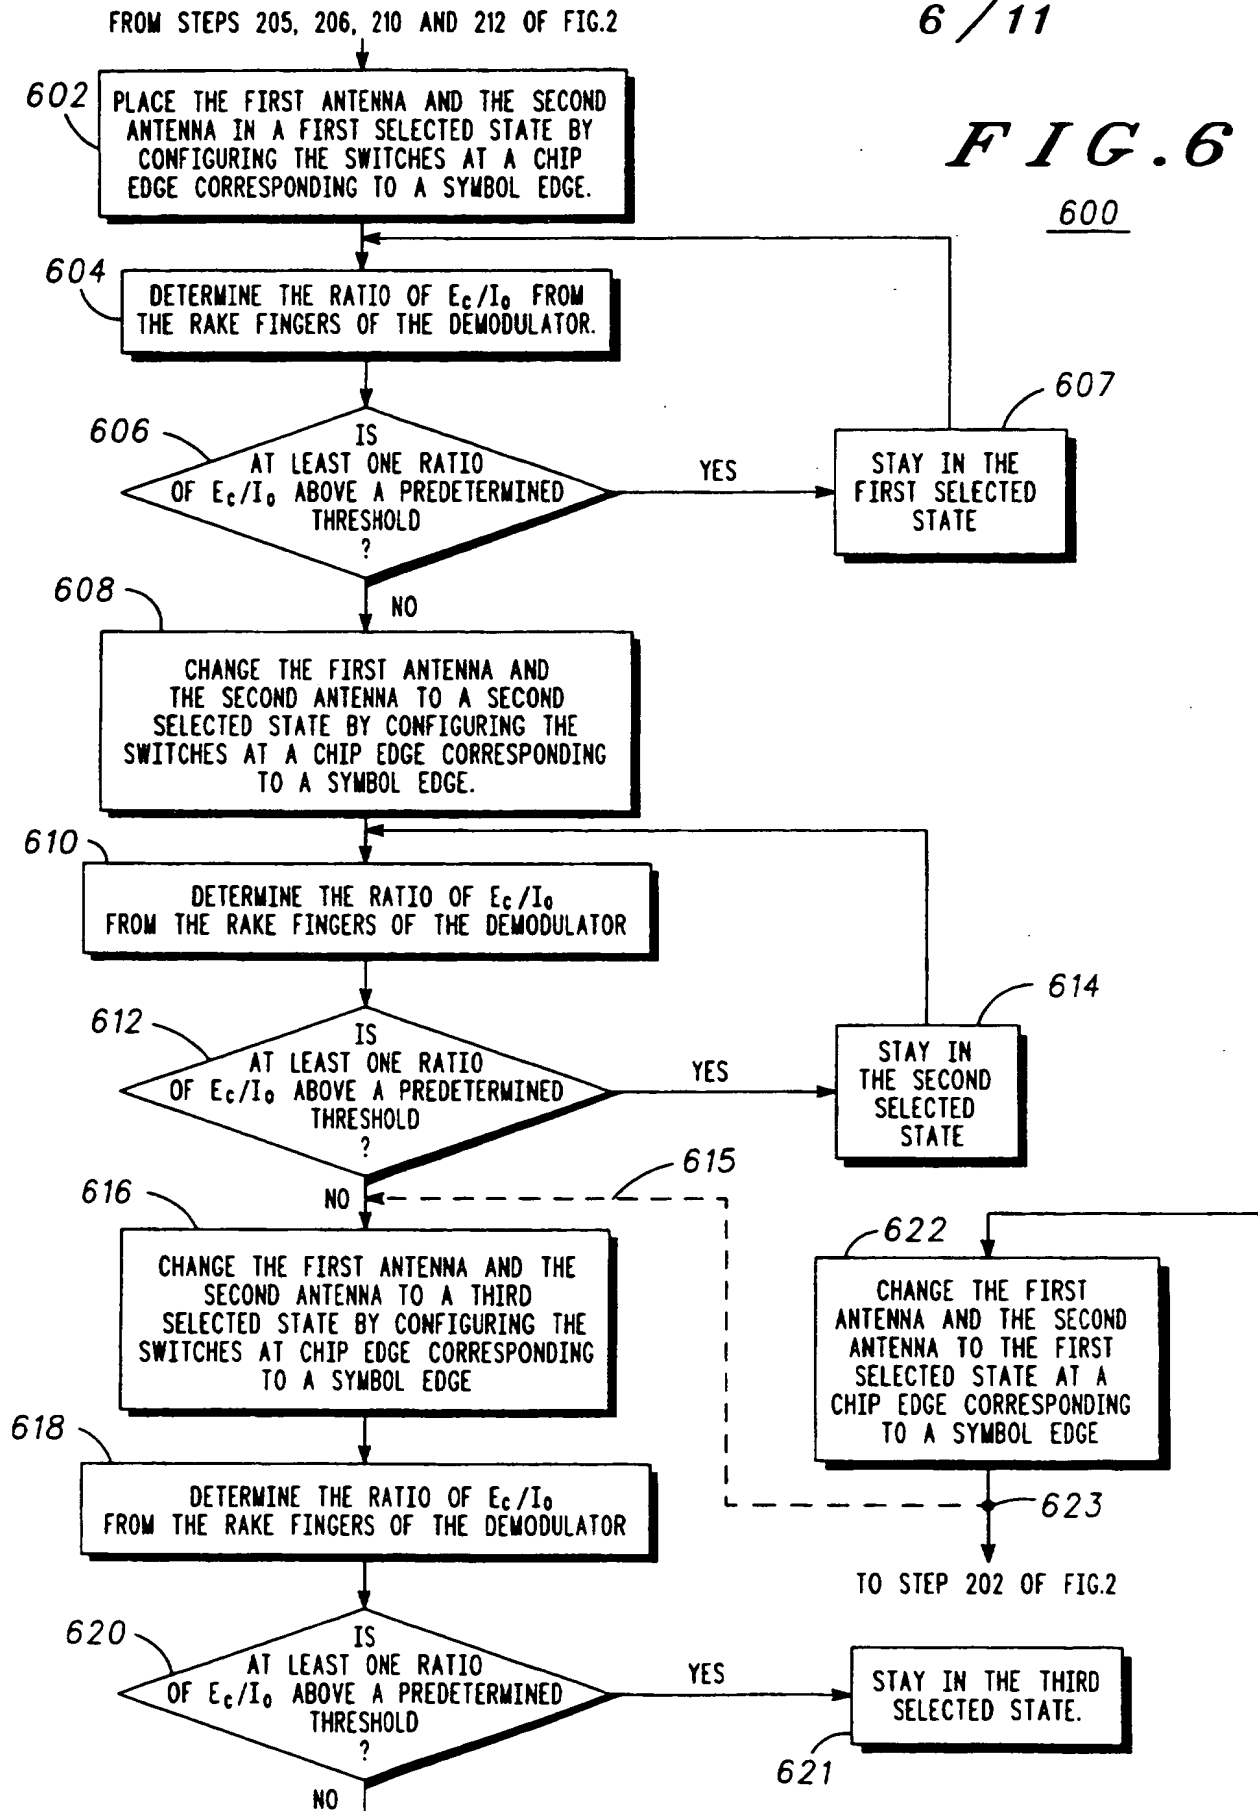 FROM STEPS 205, 206, 210 AND 212 OF FIG.2
6/11
FIG.6
600
602
PLACE THE FIRST ANTENNA AND THE SECOND
ANTENNA IN A FIRST SELECTED STATE BY
CONFIGURING THE SWITCHES AT A CHIP
EDGE CORRESPONDING TO A SYMBOL EDGE.
604
DETERMINE THE RATIO OF Ec/Io FROM
THE RAKE FINGERS OF THE DEMODULATOR.
606
IS
AT LEAST ONE RATIO
OF Ec/Io ABOVE A PREDETERMINED
THRESHOLD
?
YES
607
STAY IN THE
FIRST SELECTED
STATE
NO
608
CHANGE THE FIRST ANTENNA AND
THE SECOND ANTENNA TO A SECOND
SELECTED STATE BY CONFIGURING THE
SWITCHES AT A CHIP EDGE CORRESPONDING
TO A SYMBOL EDGE.
610
DETERMINE THE RATIO OF Ec/Io
FROM THE RAKE FINGERS OF THE DEMODULATOR
612
IS
AT LEAST ONE RATIO
OF Ec/Io ABOVE A PREDETERMINED
THRESHOLD
?
YES
614
STAY IN
THE SECOND
SELECTED
STATE
NO
615
616
CHANGE THE FIRST ANTENNA AND THE
SECOND ANTENNA TO A THIRD
SELECTED STATE BY CONFIGURING THE
SWITCHES AT CHIP EDGE CORRESPONDING
TO A SYMBOL EDGE
622
CHANGE THE FIRST
ANTENNA AND THE SECOND
ANTENNA TO THE FIRST
SELECTED STATE AT A
CHIP EDGE CORRESPONDING
TO A SYMBOL EDGE
623
TO STEP 202 OF FIG.2
618
DETERMINE THE RATIO OF Ec/Io
FROM THE RAKE FINGERS OF THE DEMODULATOR
620
IS
AT LEAST ONE RATIO
OF Ec/Io ABOVE A PREDETERMINED
THRESHOLD
?
YES
STAY IN THE THIRD
SELECTED STATE.
621
NO